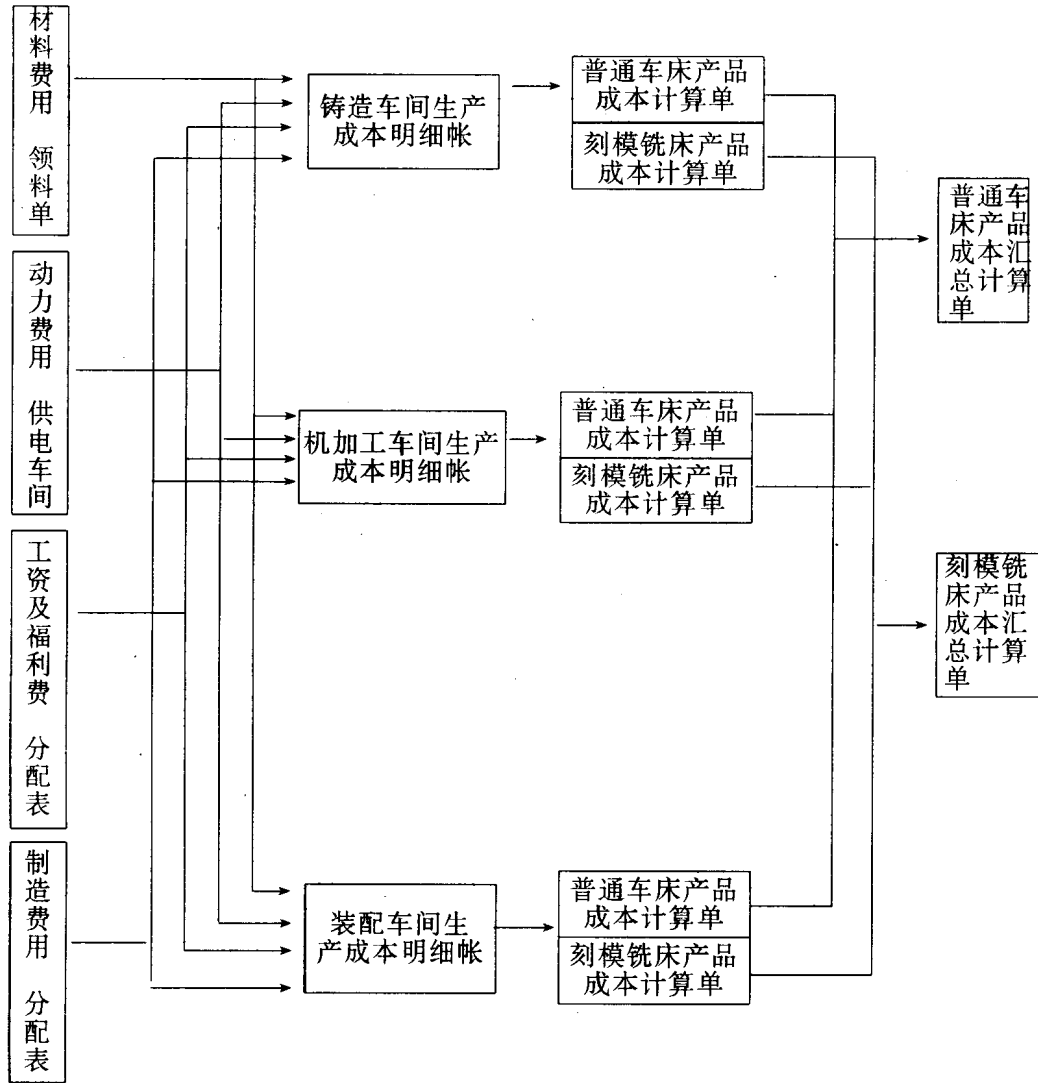 材料费用 领料单
动力费用 供电车间
工资及福利费 分配表
制造费用 分配表
铸造车间生产
成本明细帐
机加工车间生产
成本明细帐
装配车间生
产成本明细帐
普通车床产品
成本计算单
刻模铣床产品
成本计算单
普通车床产品
成本计算单
刻模铣床产品
成本计算单
普通车床产品
成本计算单
刻模铣床产品
成本计算单
普通车
床产品
成本汇
总计算
单
刻模铣
床产品
成本汇
总计算
单